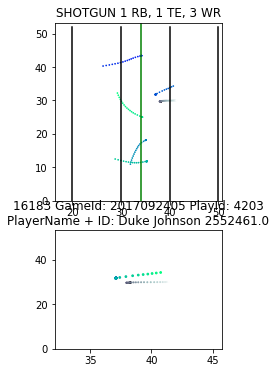 SHOTGUN 1 RB, 1 TE, 3 WR
50
40
30
20
10
0
20 30 40 50
16183 GameId: 2017092405 PlayId: 4203
PlayerName + ID: Duke Johnson 2552461.0
40
20
0
35 40 45